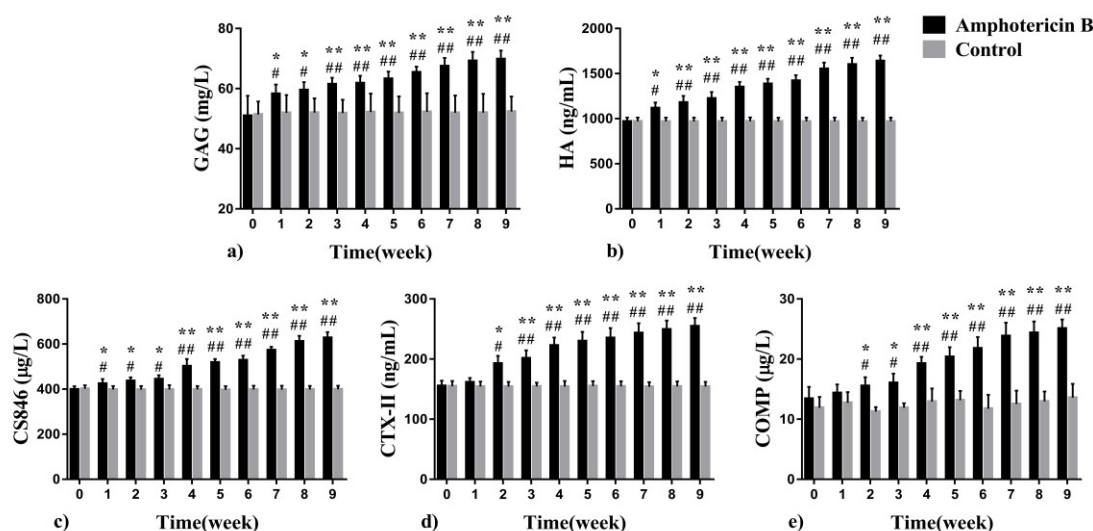 Amphotericin B
Control
* * ** ** ** ** ** ** **
# # ## ## ## ## ## ## ##
80
60
40
20
GAG (mg/L)
0 1 2 3 4 5 6 7 8 9
a) Time(week)
* ** ** ** ** ** ** ** **
# ## ## ## ## ## ## ## ##
2000
1500
1000
500
0
HA (ng/mL)
0 1 2 3 4 5 6 7 8 9
b) Time(week)
* * * ** ** ** ** ** **
# # # ## ## ## ## ## ##
800
600
400
200
0
CS846 (μg/L)
0 1 2 3 4 5 6 7 8 9
c) Time(week)
* ** ** ** ** ** ** **
# ## ## ## ## ## ## ##
300
200
100
0
CTX-II (ng/mL)
0 1 2 3 4 5 6 7 8 9
d) Time(week)
* * ** ** ** ** ** **
# # ## ## ## ## ## ##
30
20
10
0
COMP (μg/L)
0 1 2 3 4 5 6 7 8 9
e) Time(week)